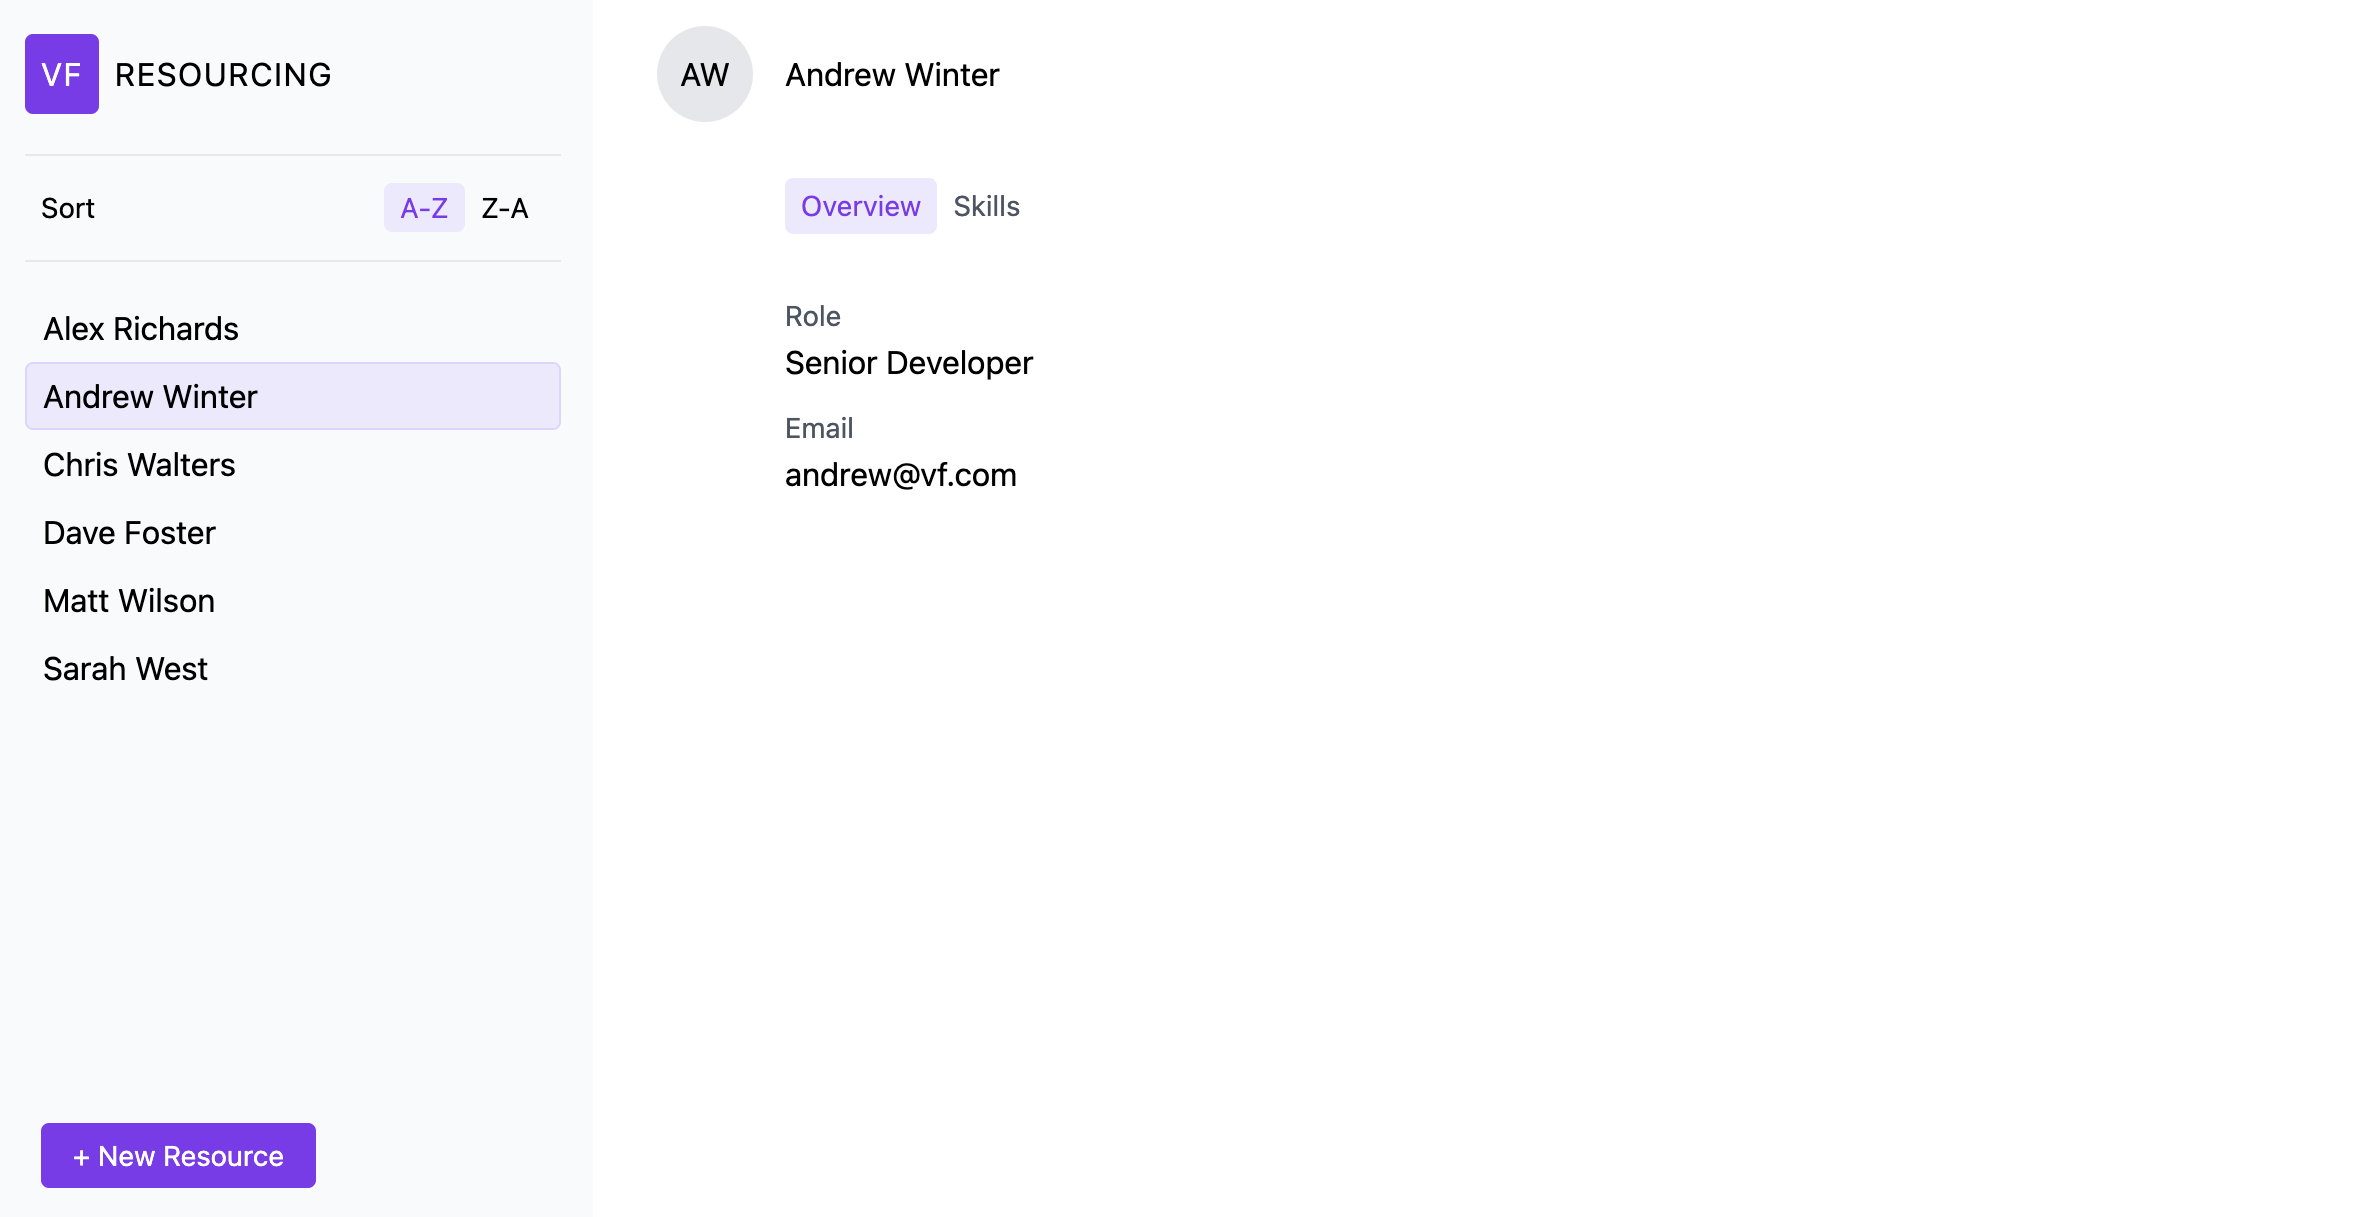 VF RESOURCING
Sort A-Z Z-A
Alex Richards
Andrew Winter
Chris Walters
Dave Foster
Matt Wilson
Sarah West
+ New Resource
AW Andrew Winter
Overview Skills
Role
Senior Developer
Email
andrew@vf.com